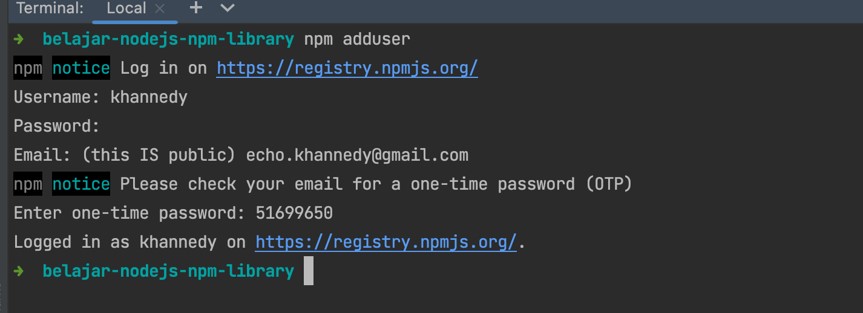 Terminal: Local × +
➜ belajar-nodejs-npm-library npm adduser
npm notice Log in on https://registry.npmjs.org/
Username: khannedy
Password:
Email: (this IS public) echo.khannedy@gmail.com
npm notice Please check your email for a one-time password (OTP)
Enter one-time password: 51699650
Logged in as khannedy on https://registry.npmjs.org/.
➜ belajar-nodejs-npm-library